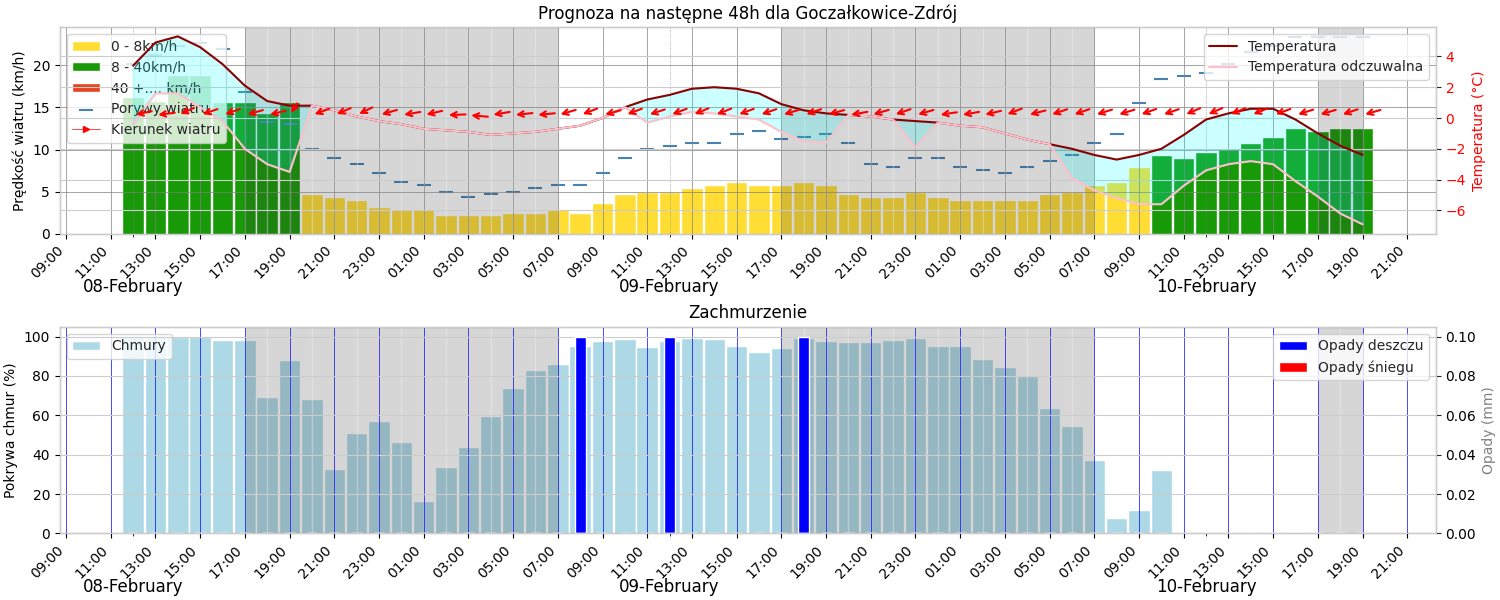 Prognoza na następne 48h dla Goczałkowice-Zdrój
Prędkość wiatru (km/h)
20
15
10
5
0
0 - 8km/h
8 - 40km/h
40 +.... km/h
Porywy wiatru
Kierunek wiatru
Temperatura
Temperatura odczuwalna
4
2
0
−2
−4
−6
Temperatura (°C)
09:00 11:00 13:00 15:00 17:00 19:00 21:00 01:00 03:00 05:00 07:00 09:00 11:00 13:00 15:00 17:00 19:00 21:00 01:00 03:00 05:00 07:00 09:00 11:00 13:00 15:00 17:00 19:00 21:00
08-February 09-February 10-February
Zachmurzenie
Pokrywa chmur (%)
100
80
60
40
20
0
Chmury
Opady deszczu
Opady śniegu
0.10
0.08
0.06
0.04
0.02
0.00
Opady (mm)
09:00 11:00 13:00 15:00 17:00 19:00 21:00 23:00 01:00 03:00 05:00 07:00 09:00 11:00 13:00 15:00 17:00 19:00 21:00 23:00 01:00 03:00 05:00 07:00 09:00 11:00 13:00 15:00 17:00 19:00 21:00
08-February 09-February 10-February